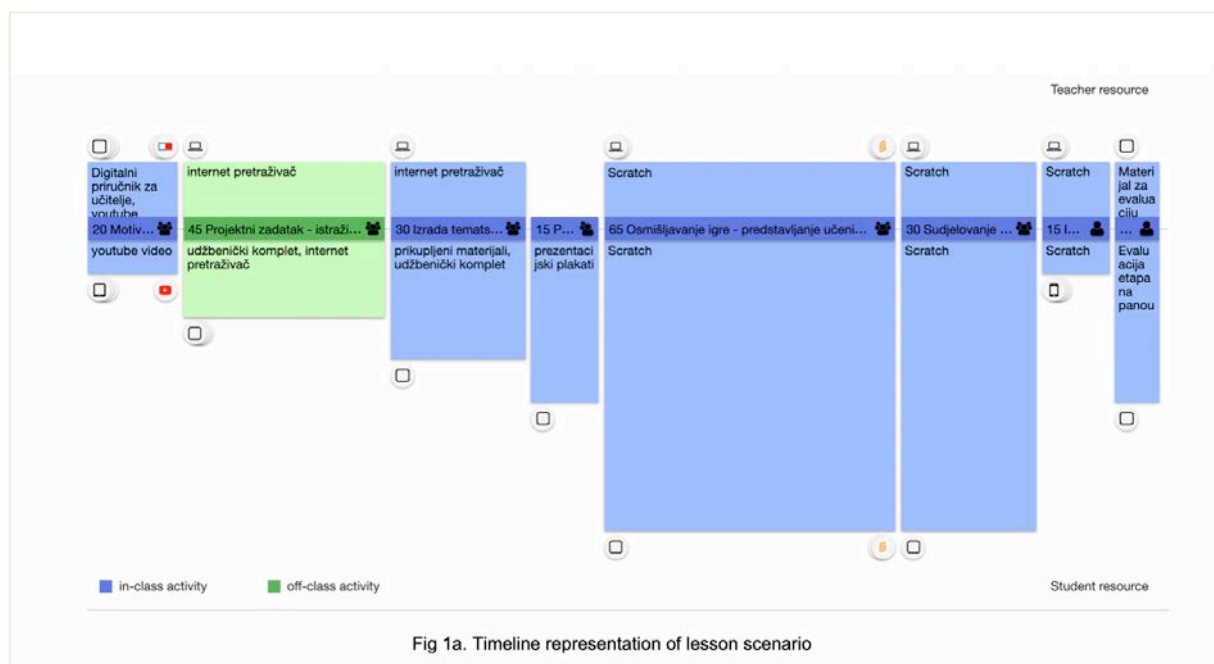 Teacher resource
Digitalni
priručnik za
učitelje,
youtube
20 Motiv...
youtube video
internet pretraživač
45 Projektni zadatak - istraži...
udžbenički komplet, internet
pretraživač
internet pretraživač
30 Izrada temats...
prikupljeni materijali,
udžbenički komplet
15 P...
prezentaci
jski plakati
Scratch
65 Osmišljavanje igre - predstavljanje učeni...
Scratch
Scratch
30 Sudjelovanje ...
Scratch
Scratch
15 I...
Scratch
Materi
jal za
evalua
ciju
...
Evalu
acija
etapa
na
panou
in-class activity
off-class activity
Student resource
Fig 1a. Timeline representation of lesson scenario